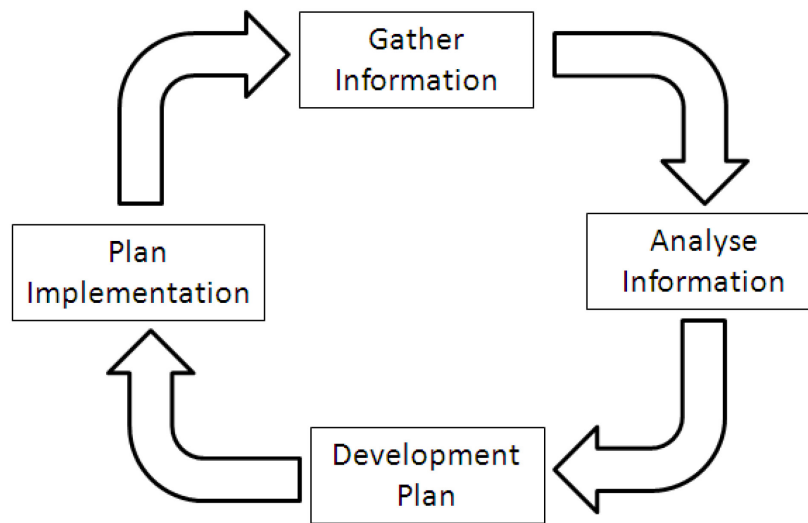 Gather
Information
Analyse
Information
Development
Plan
Plan
Implementation